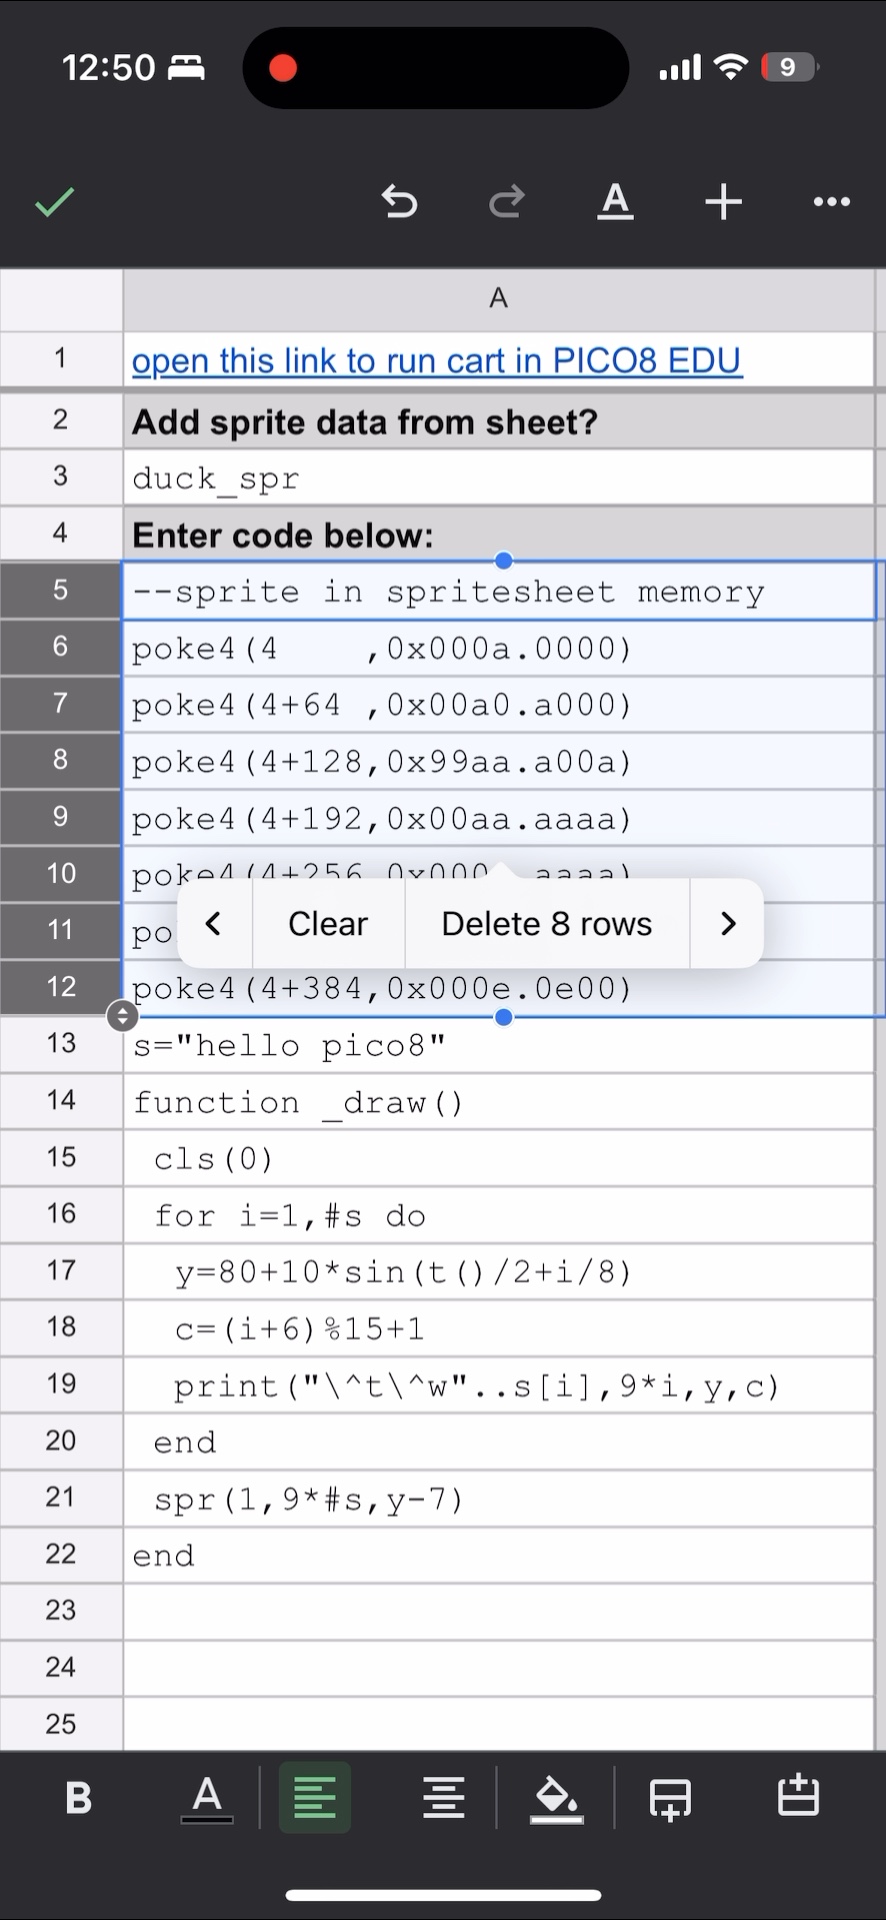 12:50
9
A
A
1 open this link to run cart in PICO8 EDU
2 Add sprite data from sheet?
3 duck_spr
4 Enter code below:
5 --sprite in spritesheet memory
6 poke4(4    ,0x000a.0000)
7 poke4(4+64 ,0x00a0.a000)
8 poke4(4+128,0x99aa.a00a)
9 poke4(4+192,0x00aa.aaaa)
10 poke4(4+256,0x000 .aaaa)
11 po
Clear Delete 8 rows
12 poke4(4+384,0x000e.0e00)
13 s="hello pico8"
14 function _draw()
15 cls(0)
16 for i=1,#s do
17 y=80+10*sin(t()/2+i/8)
18 c=(i+6)%15+1
19 print("\^t\^w"..s[i],9*i,y,c)
20 end
21 spr(1,9*#s,y-7)
22 end
23
24
25
B A